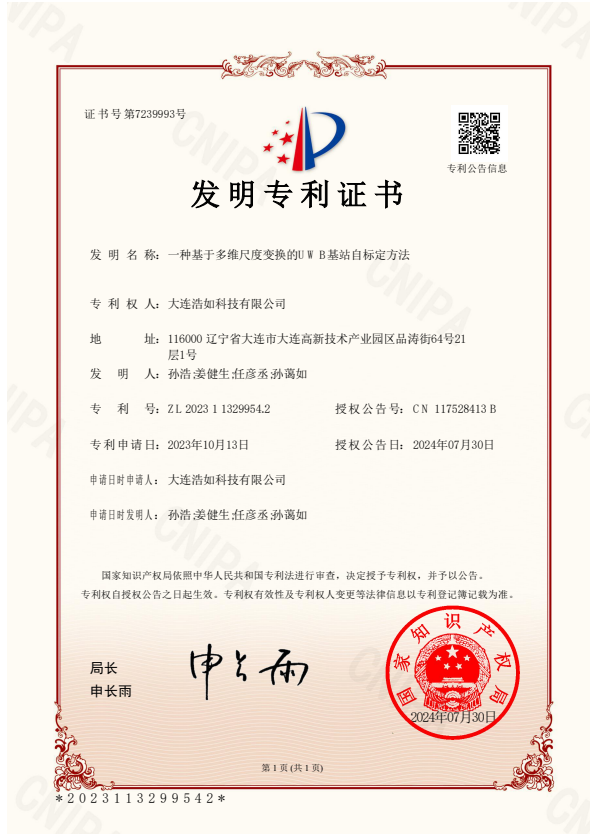 证书号第7239993号
专利公告信息
发明专利证书
发明名称：一种基于多维尺度变换的UWB基站自标定方法
专利权人：大连浩如科技有限公司
地址：116000 辽宁省大连市大连高新技术产业园区品涛街64号21
层1号
发明人：孙浩;姜健生;任彦丞;孙蔼如
专利号：ZL 2023 1 1329954.2 授权公告号：CN 117528413 B
专利申请日：2023年10月13日 授权公告日：2024年07月30日
申请日时申请人：大连浩如科技有限公司
申请日时发明人：孙浩;姜健生;任彦丞;孙蔼如
国家知识产权局依照中华人民共和国专利法进行审查，决定授予专利权，并予以公告。
专利权自授权公告之日起生效。专利权有效性及专利权人变更等法律信息以专利登记簿记载为准。
局长
申长雨
申长雨
国家知识产权局
2024年07月30日
第 1 页 (共 1 页)
*2023113299542*
CNIPA